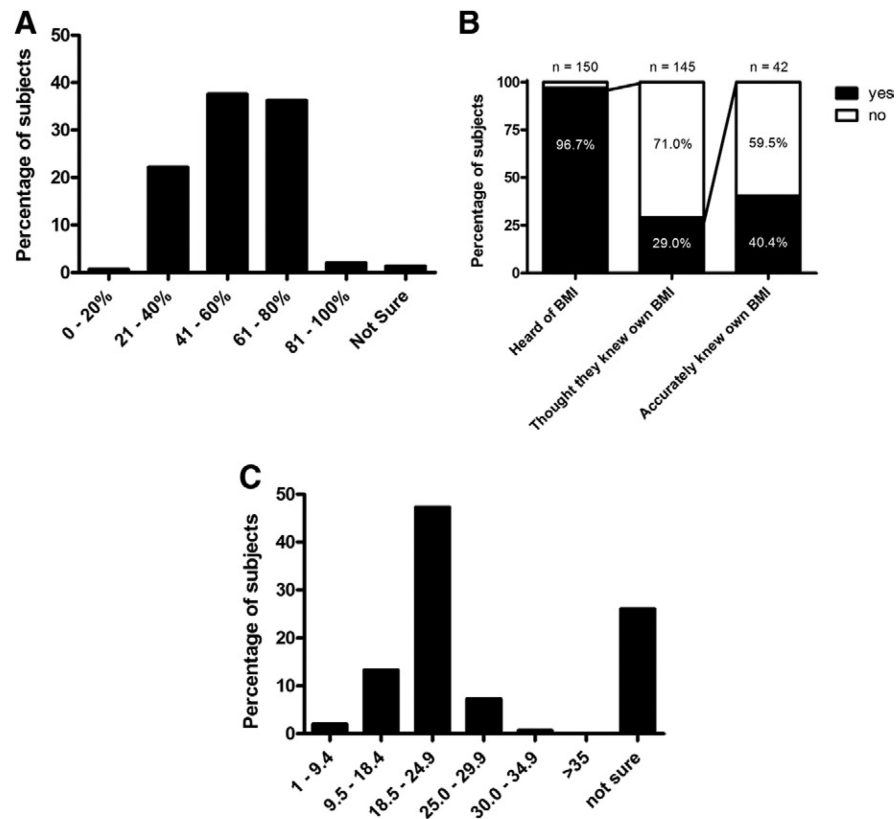 A
Percentage of subjects
50
40
30
20
10
0
0 - 20%
21 - 40%
41 - 60%
61 - 80%
81 - 100%
Not Sure
B
n = 150
n = 145
n = 42
yes
no
Percentage of subjects
100
75
50
25
0
96.7%
71.0%
59.5%
29.0%
40.4%
Heard of BMI
Thought they knew own BMI
Accurately knew own BMI
C
Percentage of subjects
50
40
30
20
10
0
1 - 9.4
9.5 - 18.4
18.5 - 24.9
25.0 - 29.9
30.0 - 34.9
>35
not sure